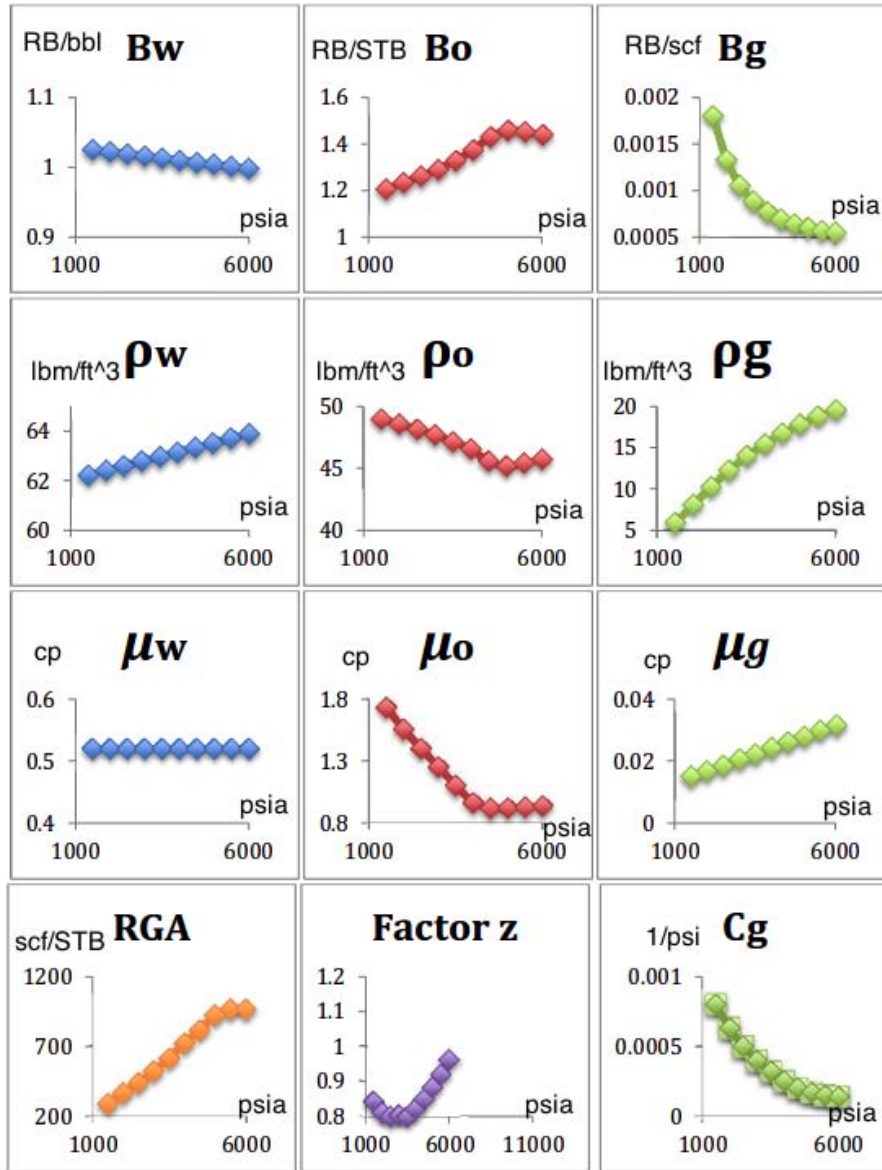 RB/bbl Bw
1.1
1
0.9
psia
1000 6000
RB/STB Bo
1.6
1.4
1.2
1
psia
1000 6000
RB/scf Bg
0.002
0.0015
0.001
0.0005
psia
1000 6000
ρw
lbm/ft^3
64
62
60
psia
1000 6000
ρo
lbm/ft^3
50
45
40
psia
1000 6000
ρg
lbm/ft^3
20
15
10
5
psia
1000 6000
cp μw
0.6
0.5
0.4
psia
1000 6000
cp μo
1.8
1.3
0.8
psia
1000 6000
cp μg
0.04
0.02
0
psia
1000 6000
scf/STB RGA
1200
700
200
psia
1000 6000
Factor z
1.2
1.1
1
0.9
0.8
psia
1000 6000 11000
1/psi Cg
0.001
0.0005
0
psia
1000 6000